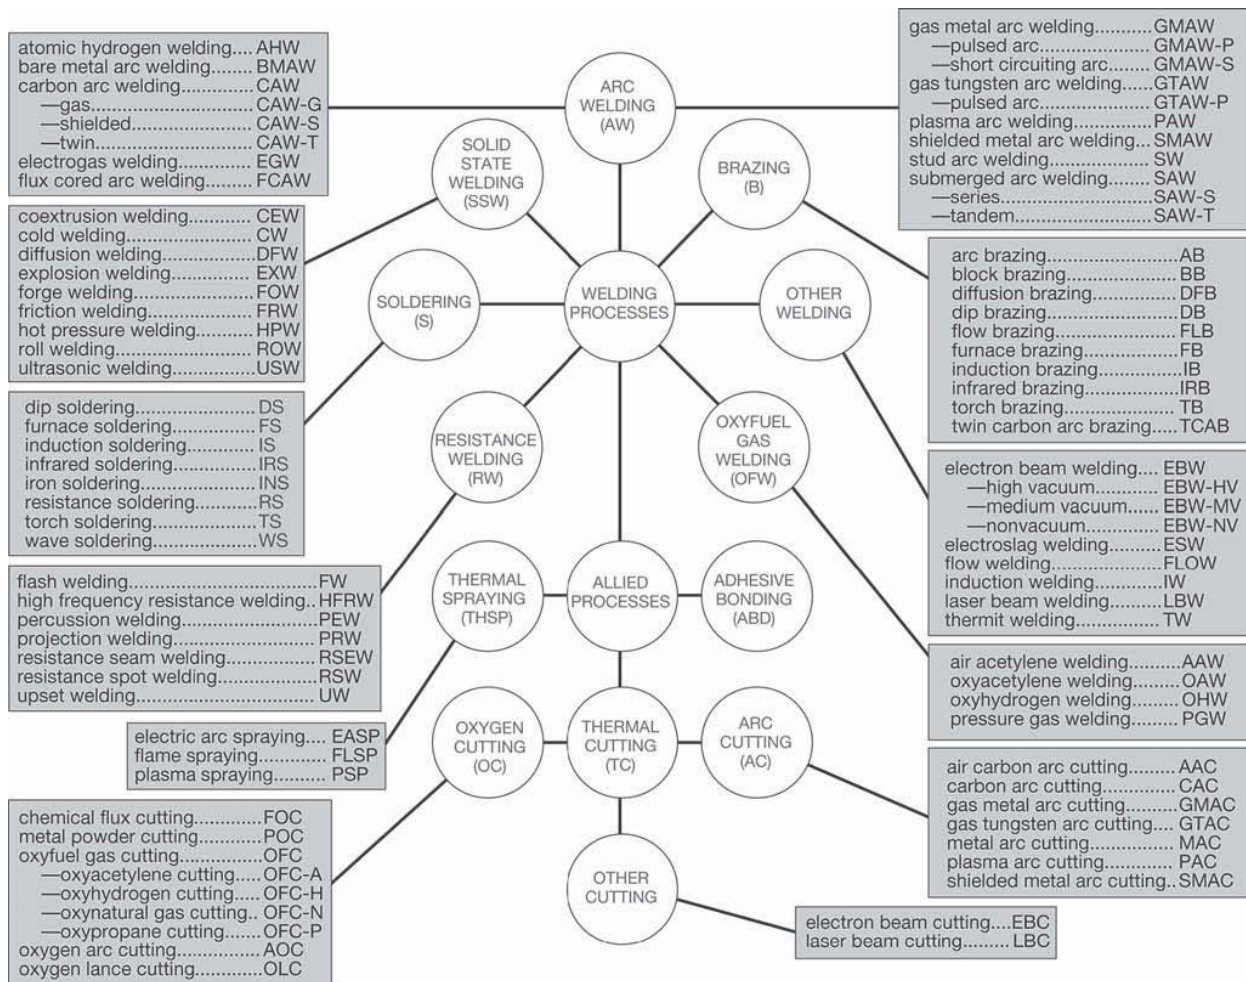 atomic hydrogen welding.... AHW
bare metal arc welding........ BMAW
carbon arc welding............. CAW
—gas............................ CAW-G
—shielded..................... CAW-S
—twin........................... CAW-T
electrogas welding............. EGW
flux cored arc welding........ FCAW
ARC
WELDING
(AW)
gas metal arc welding........... GMAW
—pulsed arc................... GMAW-P
—short circuiting arc....... GMAW-S
gas tungsten arc welding...... GTAW
—pulsed arc................... GTAW-P
plasma arc welding............... PAW
shielded metal arc welding... SMAW
stud arc welding................... SW
submerged arc welding........ SAW
—series......................... SAW-S
—tandem...................... SAW-T
SOLID
STATE
WELDING
(SSW)
BRAZING
(B)
coextrusion welding.......... CEW
cold welding..................... CW
diffusion welding............... DFW
explosion welding............. EXW
forge welding.................... FOW
friction welding................. FRW
hot pressure welding........ HPW
roll welding....................... ROW
ultrasonic welding............. USW
SOLDERING
(S)
WELDING
PROCESSES
OTHER
WELDING
arc brazing......................... AB
block brazing...................... BB
diffusion brazing................. DFB
dip brazing......................... DB
flow brazing........................ FLB
furnace brazing................... FB
induction brazing................ IB
infrared brazing................... IRB
torch brazing....................... TB
twin carbon arc brazing...... TCAB
dip soldering................. DS
furnace soldering.......... FS
induction soldering....... IS
infrared soldering.......... IRS
iron soldering................ INS
resistance soldering...... RS
torch soldering.............. TS
wave soldering.............. WS
RESISTANCE
WELDING
(RW)
OXYFUEL
GAS
WELDING
(OFW)
electron beam welding.... EBW
—high vacuum............ EBW-HV
—medium vacuum...... EBW-MV
—nonvacuum.............. EBW-NV
electroslag welding.......... ESW
flow welding..................... FLOW
induction welding............. IW
laser beam welding.......... LBW
thermit welding................. TW
flash welding............................ FW
high frequency resistance welding.. HFRW
percussion welding................... PEW
projection welding.................... PRW
resistance seam welding........... RSEW
resistance spot welding............ RSW
upset welding........................... UW
THERMAL
SPRAYING
(THSP)
ALLIED
PROCESSES
ADHESIVE
BONDING
(ABD)
air acetylene welding......... AAW
oxyacetylene welding........ OAW
oxyhydrogen welding........ OHW
pressure gas welding........ PGW
electric arc spraying.... EASP
flame spraying............ FLSP
plasma spraying......... PSP
OXYGEN
CUTTING
(OC)
THERMAL
CUTTING
(TC)
ARC
CUTTING
(AC)
air carbon arc cutting........ AAC
carbon arc cutting............. CAC
gas metal arc cutting........ GMAC
gas tungsten arc cutting... GTAC
metal arc cutting............... MAC
plasma arc cutting............ PAC
shielded metal arc cutting.. SMAC
chemical flux cutting............ FOC
metal powder cutting........... POC
oxyfuel gas cutting.............. OFC
—oxyacetylene cutting..... OFC-A
—oxyhydrogen cutting..... OFC-H
—oxynatural gas cutting.. OFC-N
—oxypropane cutting...... OFC-P
oxygen arc cutting............... AOC
oxygen lance cutting............ OLC
OTHER
CUTTING
electron beam cutting.... EBC
laser beam cutting......... LBC